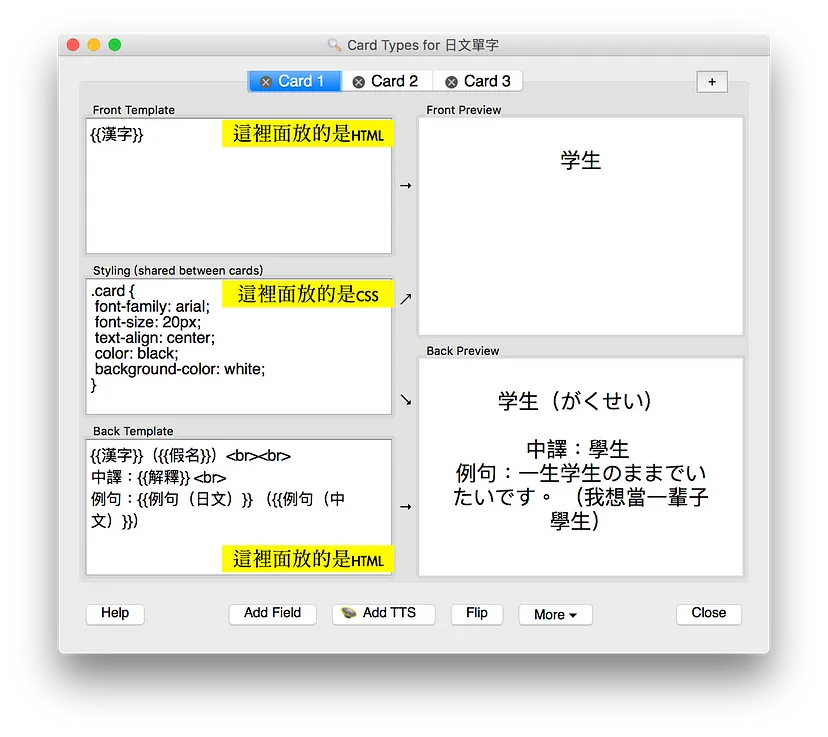 Card Types for 日文單字
Card 1
Card 2
Card 3
+
Front Template
{{漢字}}
這裡面放的是HTML
Front Preview
学生
Styling (shared between cards)
.card {
font-family: arial;
font-size: 20px;
text-align: center;
color: black;
background-color: white;
}
這裡面放的是CSS
Back Template
{{漢字}}（{{假名}}）<br><br>
中譯：{{解釋}} <br>
例句：{{例句（日文）}} （{{例句（中
文）}}）
這裡面放的是HTML
Back Preview
学生（がくせい）
中譯：學生
例句：一生学生のままでい
たいです。（我想當一輩子
學生）
Help
Add Field
Add TTS
Flip
More
Close